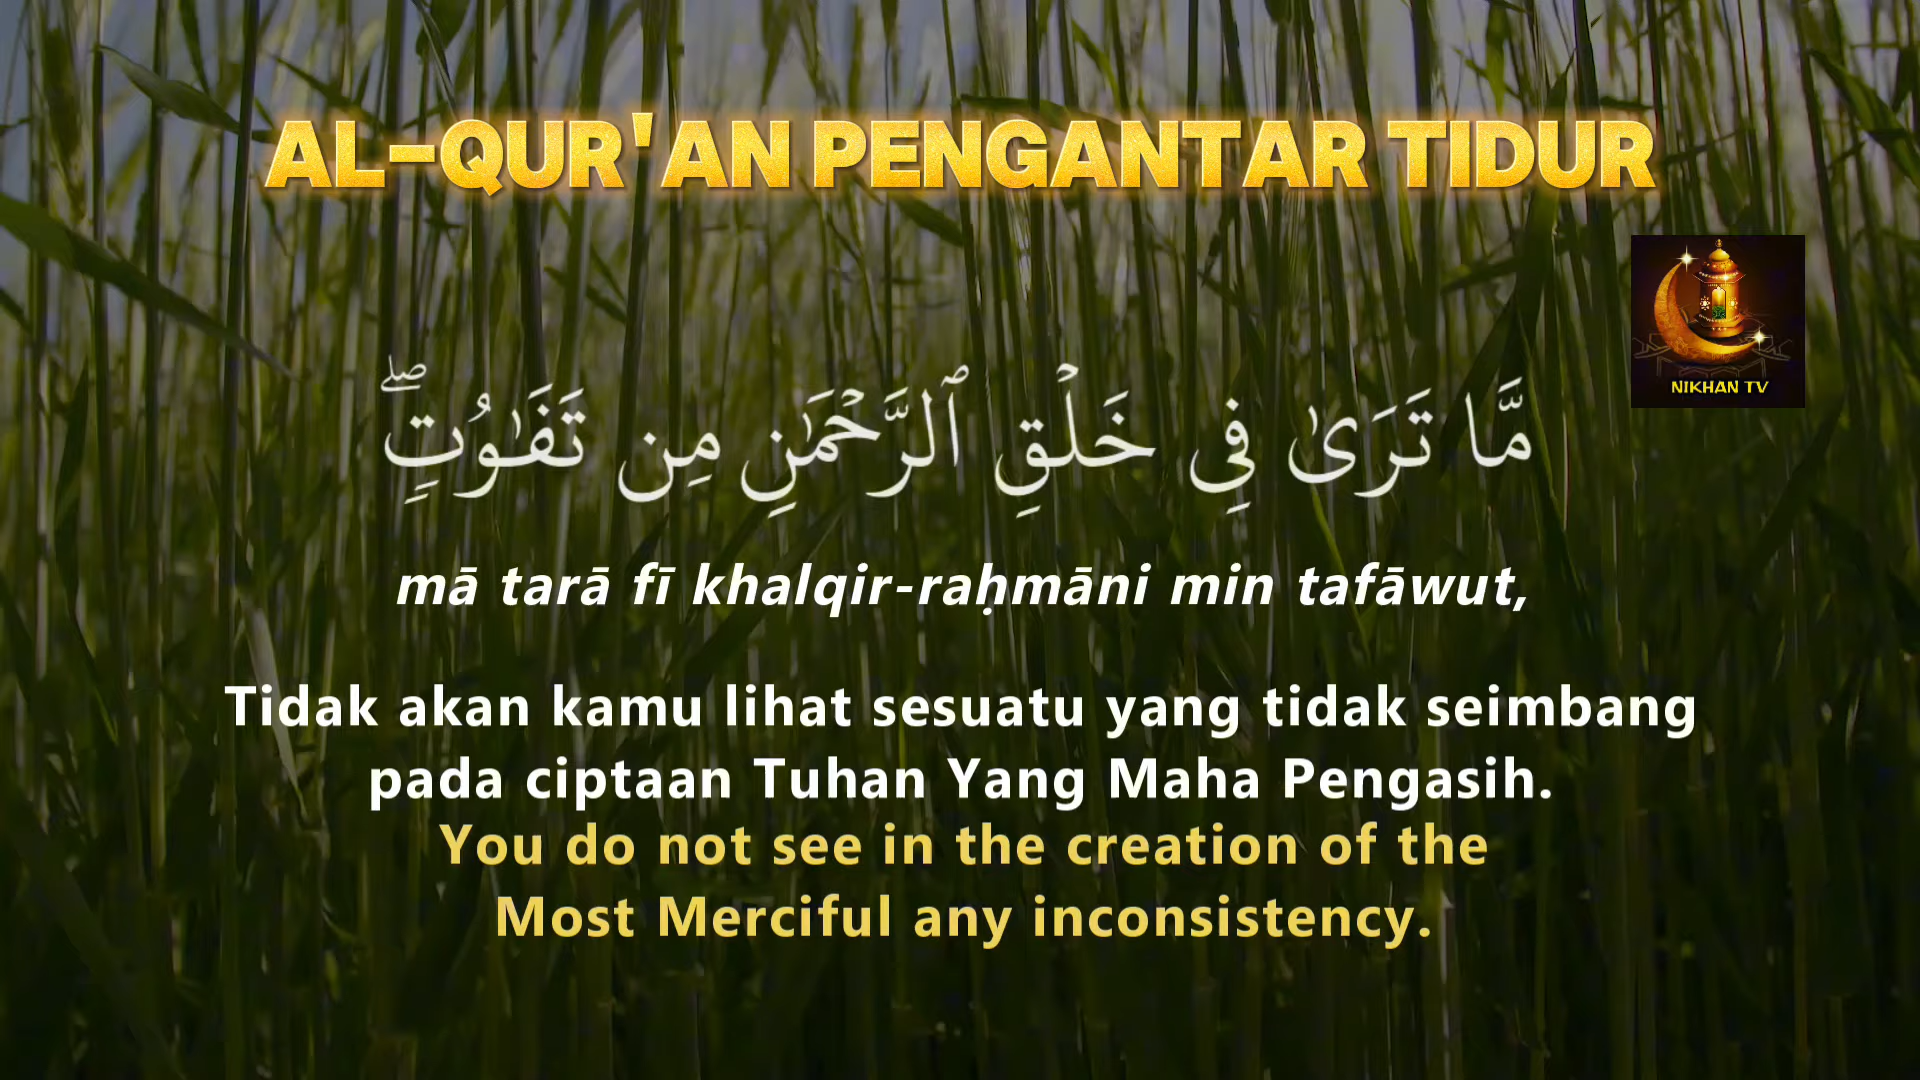 AL-QUR'AN PENGANTAR TIDUR
NIKHAN TV
مَّا تَرَىٰ فِى خَلْقِ ٱلرَّحْمَـٰنِ مِن تَفَـٰوُتٍۢ ۖ
mā tarā fī khalqir-raḥmāni min tafāwut,
Tidak akan kamu lihat sesuatu yang tidak seimbang
pada ciptaan Tuhan Yang Maha Pengasih.
You do not see in the creation of the
Most Merciful any inconsistency.